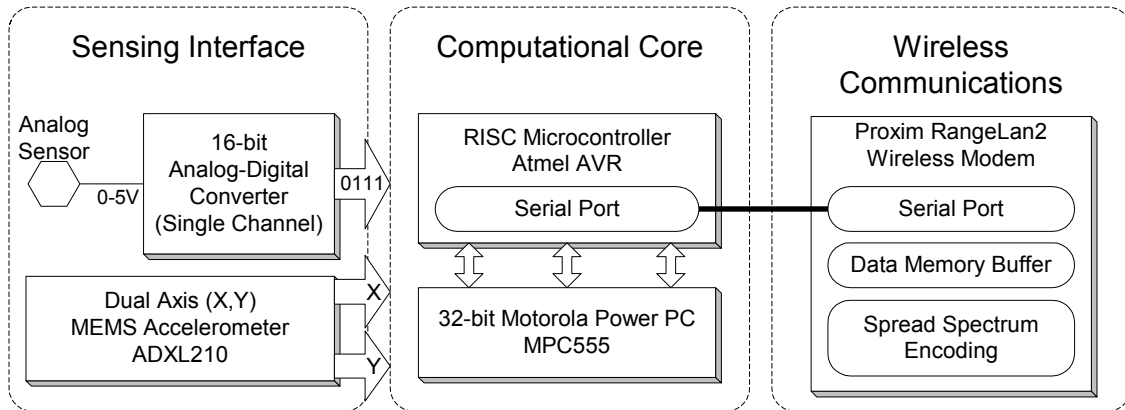 Sensing Interface
Analog
Sensor
0-5V
16-bit
Analog-Digital
Converter
(Single Channel)
0111
Dual Axis (X,Y)
MEMS Accelerometer
ADXL210
X
Y
Computational Core
RISC Microcontroller
Atmel AVR
Serial Port
32-bit Motorola Power PC
MPC555
Wireless
Communications
Proxim RangeLan2
Wireless Modem
Serial Port
Data Memory Buffer
Spread Spectrum
Encoding